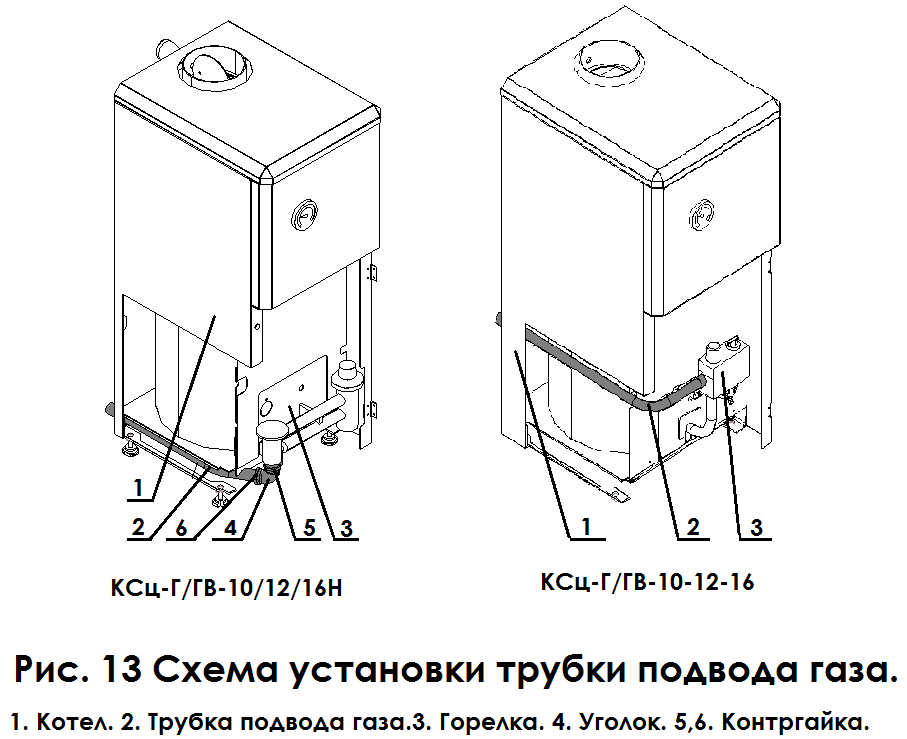 1
2
6
4
5
3
КСц-Г/ГВ-10/12/16Н
1
2
3
КСц-Г/ГВ-10-12-16
Рис. 13 Схема установки трубки подвода газа.
1. Котел. 2. Трубка подвода газа.3. Горелка. 4. Уголок. 5,6. Контргайка.